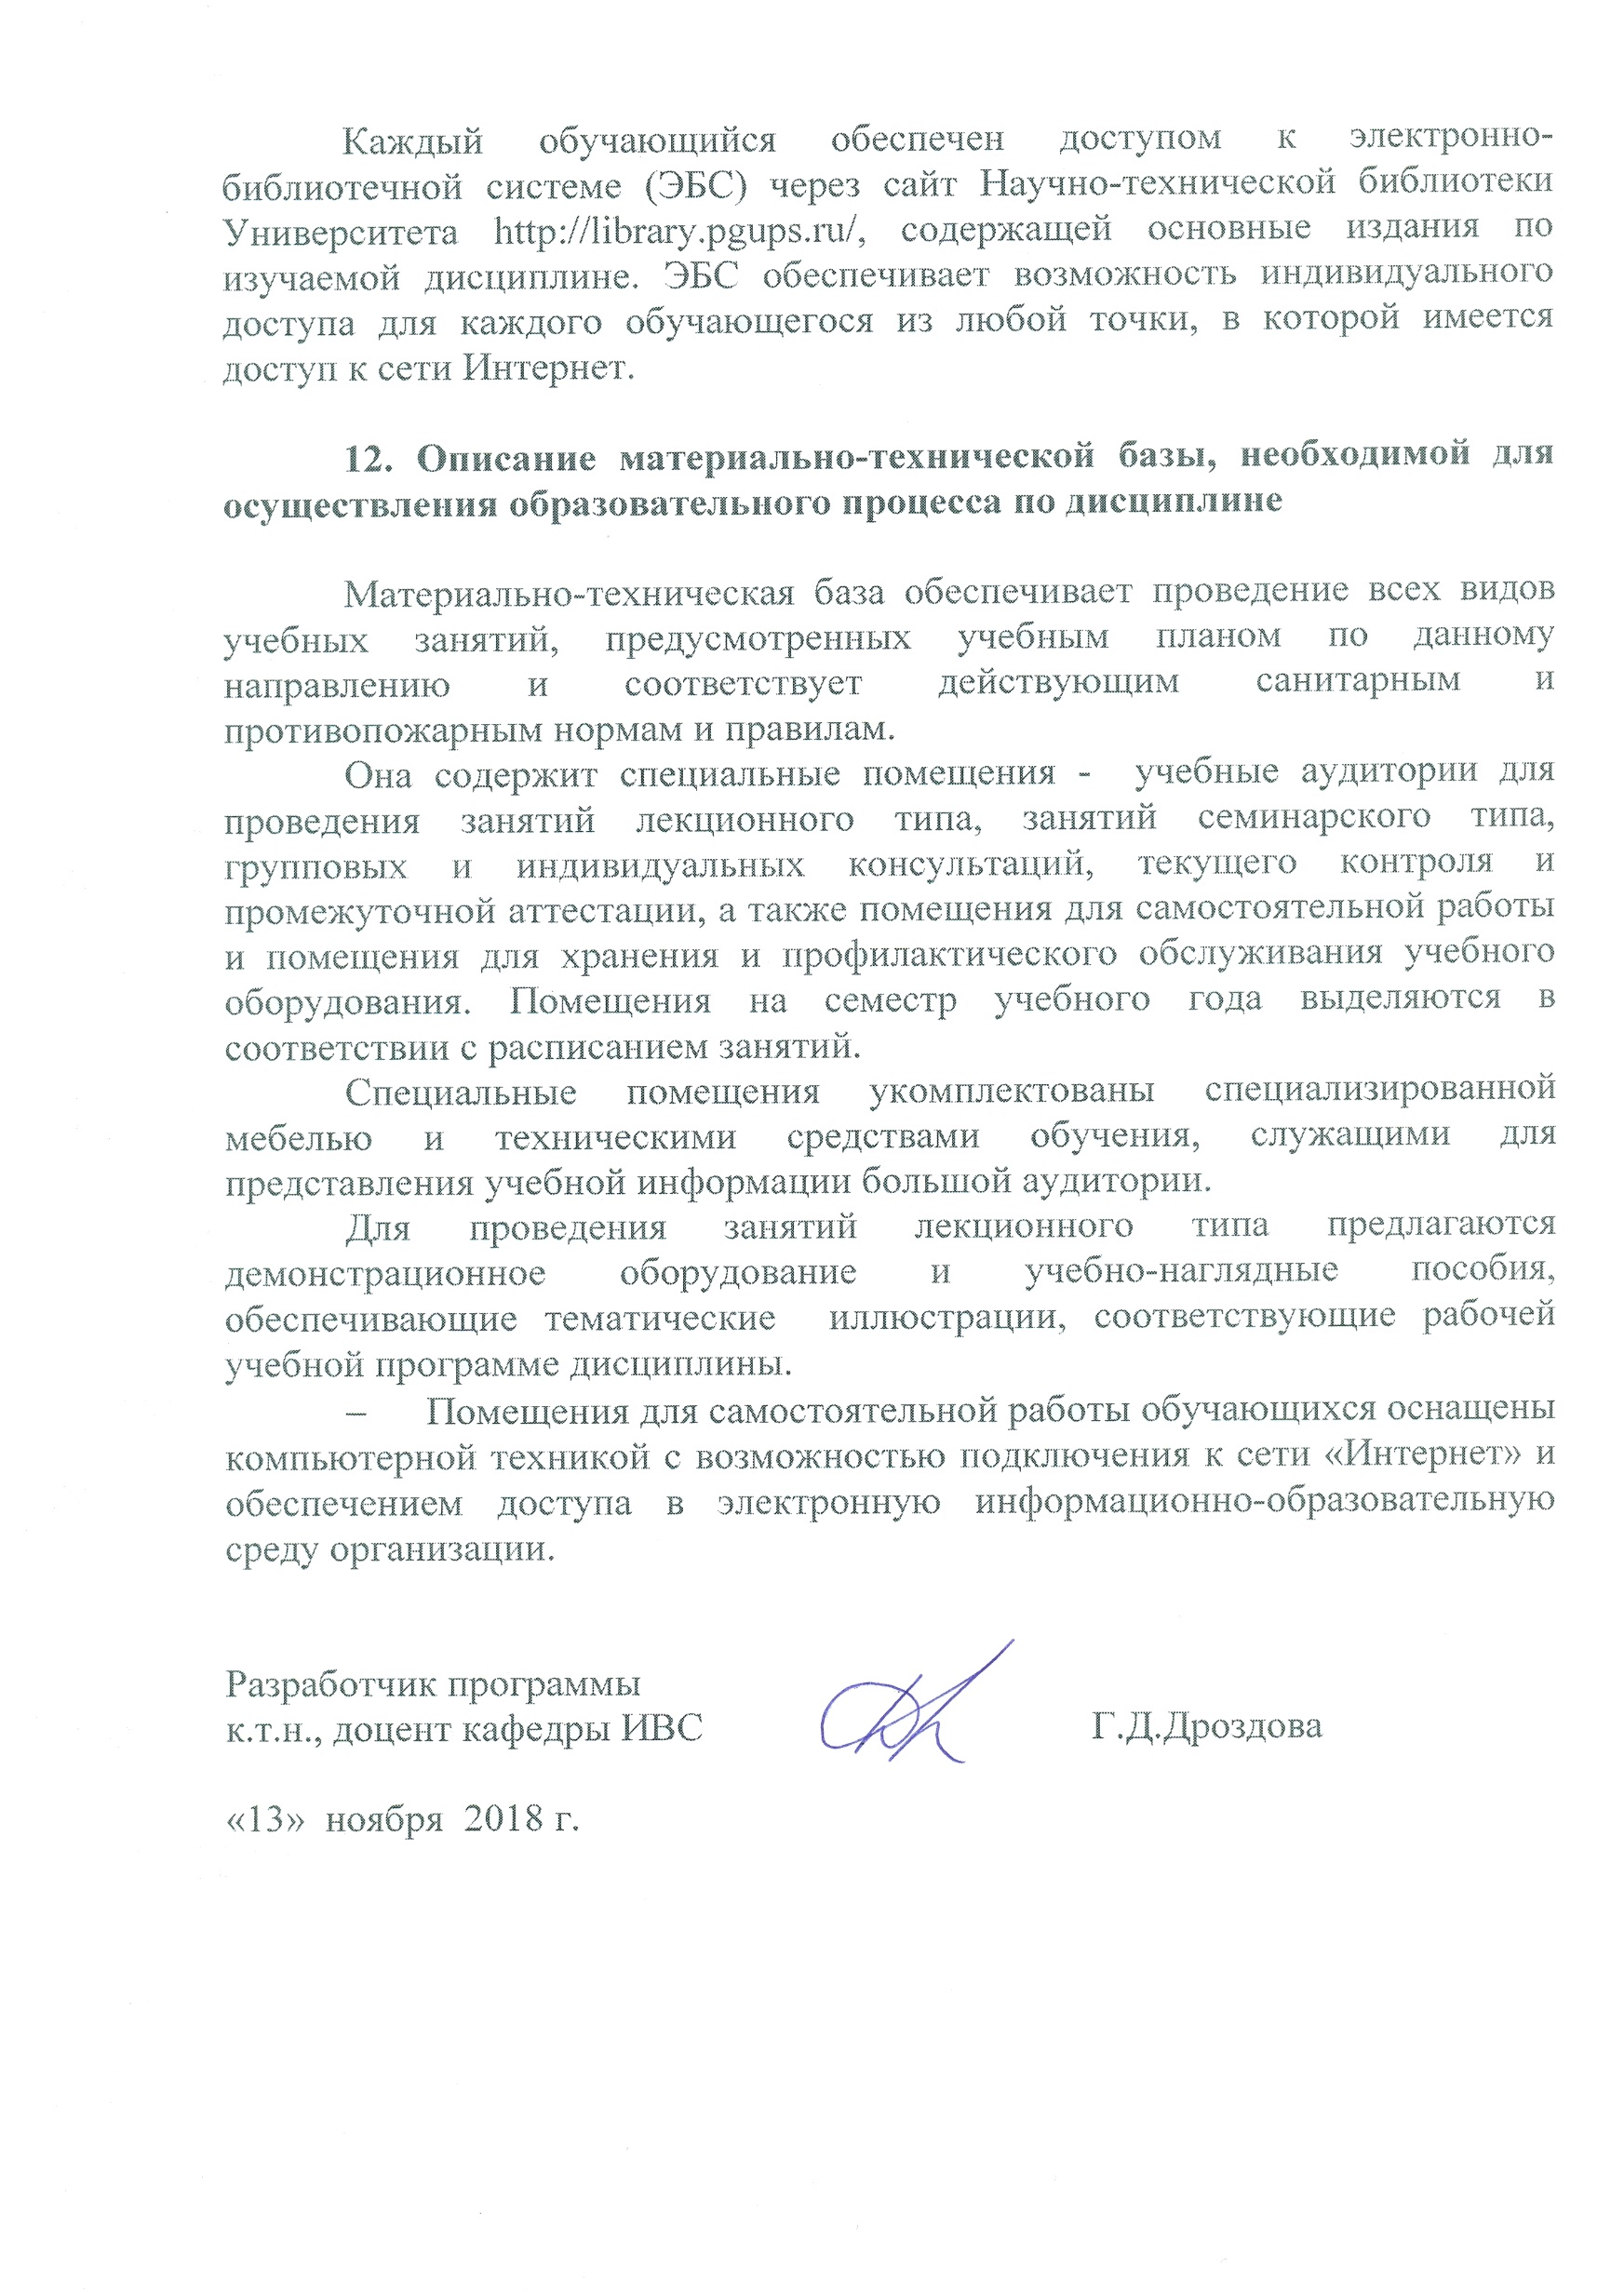 Каждый обучающийся обеспечен доступом к электронно-
библиотечной системе (ЭБС) через сайт Научно-технической библиотеки
Университета http://library.pgups.ru/, содержащей основные издания по
изучаемой дисциплине. ЭБС обеспечивает возможность индивидуального
доступа для каждого обучающегося из любой точки, в которой имеется
доступ к сети Интернет.
12. Описание материально-технической базы, необходимой для
осуществления образовательного процесса по дисциплине
Материально-техническая база обеспечивает проведение всех видов
учебных занятий, предусмотренных учебным планом по данному
направлению и соответствует действующим санитарным и
противопожарным нормам и правилам.
Она содержит специальные помещения - учебные аудитории для
проведения занятий лекционного типа, занятий семинарского типа,
групповых и индивидуальных консультаций, текущего контроля и
промежуточной аттестации, а также помещения для самостоятельной работы
и помещения для хранения и профилактического обслуживания учебного
оборудования. Помещения на семестр учебного года выделяются в
соответствии с расписанием занятий.
Специальные помещения укомплектованы специализированной
мебелью и техническими средствами обучения, служащими для
представления учебной информации большой аудитории.
Для проведения занятий лекционного типа предлагаются
демонстрационное оборудование и учебно-наглядные пособия,
обеспечивающие тематические иллюстрации, соответствующие рабочей
учебной программе дисциплины.
– Помещения для самостоятельной работы обучающихся оснащены
компьютерной техникой с возможностью подключения к сети «Интернет» и
обеспечением доступа в электронную информационно-образовательную
среду организации.
Разработчик программы
к.т.н., доцент кафедры ИВС Г.Д.Дроздова
«13» ноября 2018 г.